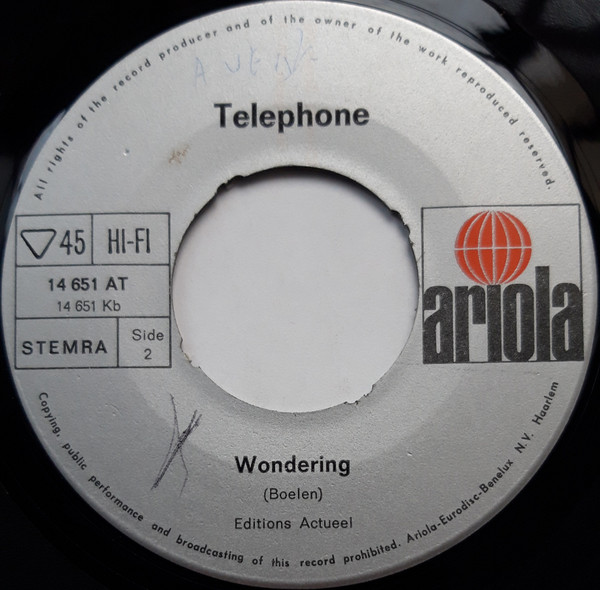 All rights of the record producer and of the owner of the work reproduced reserved.
Telephone
45 HI-FI
14 651 AT
14 651 Kb
STEMRA
Side
2
ariola
Wondering
(Boelen)
Editions Actueel
Copying, public performance and broadcasting of this record prohibited. Ariola-Eurodisc-Benelux N.V. Haarlem